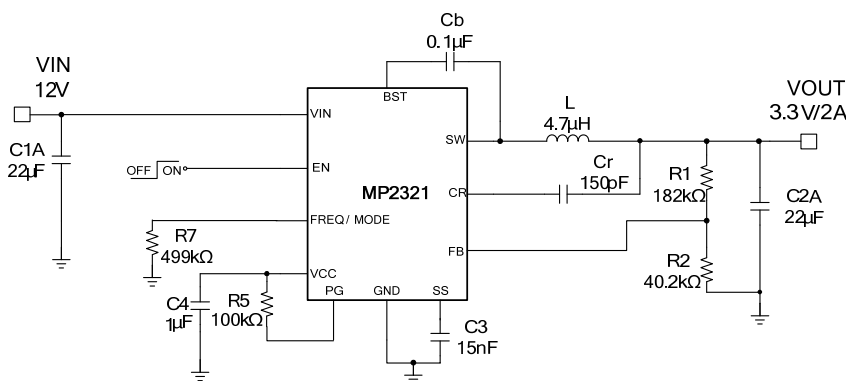 Cb
0.1µF
VIN
12V
BST
VOUT
3.3V/2A
VIN
L
4.7µH
SW
C1A
22µF
OFF ON
EN
MP2321
CR
Cr
150pF
R1
182kΩ
C2A
22µF
FREQ/ MODE
R7
499kΩ
FB
R2
40.2kΩ
VCC
PG
GND
SS
C4
1µF
R5
100kΩ
C3
15nF